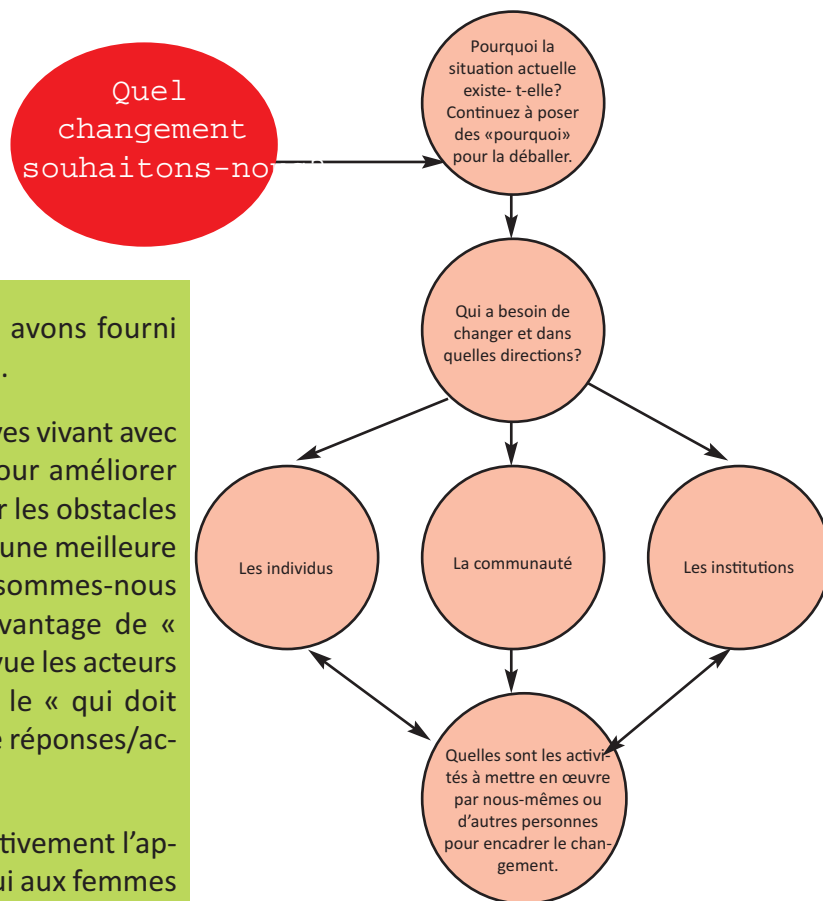 Quel
changement
souhaitons-nous?
Pourquoi la
situation actuelle
existe- t-elle?
Continuez à poser
des «pourquoi»
pour la déballer.
Qui a besoin de
changer et dans
quelles directions?
Les individus
La communauté
Les institutions
Quelles sont les activi-
tés à mettre en œuvre
par nous-mêmes ou
d'autres personnes
pour encadrer le chan-
gement.
avons fourni
.
es vivant avec
our améliorer
r les obstacles
une meilleure
sommes-nous
vantage de «
vue les acteurs
le « qui doit
e réponses/ac-
tivement l'ap-
ui aux femmes